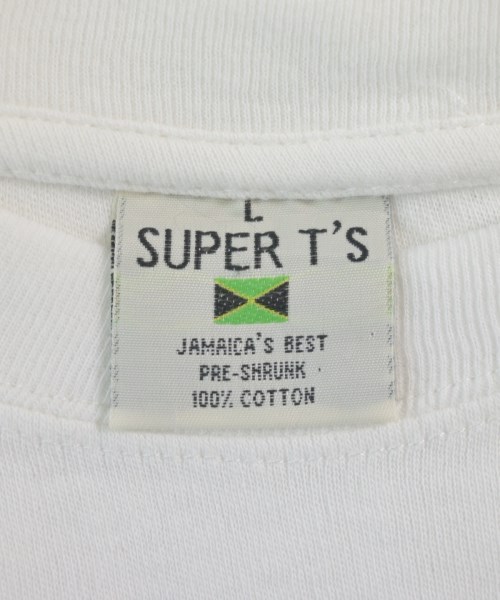 L
SUPER T'S
JAMAICA'S BEST
PRE-SHRUNK
100% COTTON